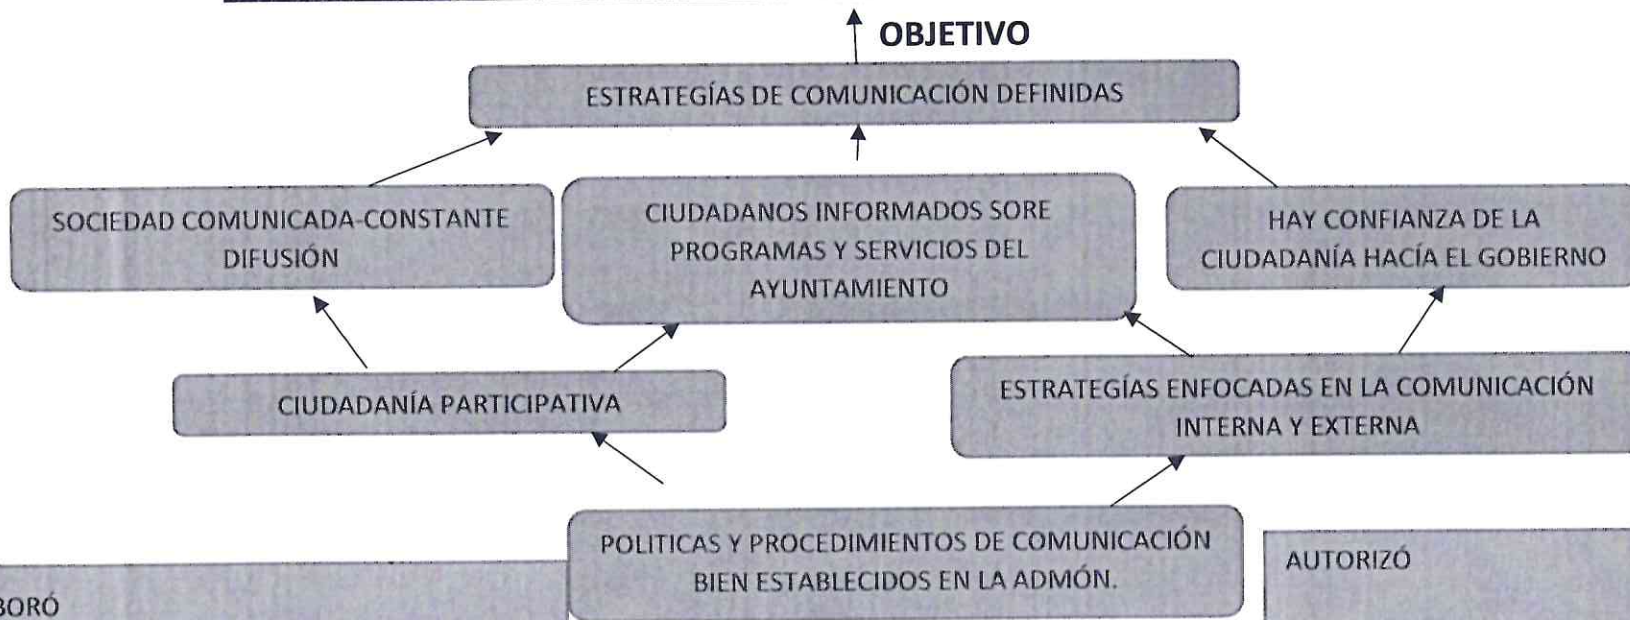 OBJETIVO
ESTRATEGÍAS DE COMUNICACIÓN DEFINIDAS
SOCIEDAD COMUNICADA-CONSTANTE
DIFUSIÓN
CIUDADANOS INFORMADOS SORE
PROGRAMAS Y SERVICIOS DEL
AYUNTAMIENTO
HAY CONFIANZA DE LA
CIUDADANÍA HACÍA EL GOBIERNO
CIUDADANÍA PARTICIPATIVA
ESTRATEGÍAS ENFOCADAS EN LA COMUNICACIÓN
INTERNA Y EXTERNA
POLITICAS Y PROCEDIMIENTOS DE COMUNICACIÓN
BIEN ESTABLECIDOS EN LA ADMÓN.
BORÓ
AUTORIZÓ